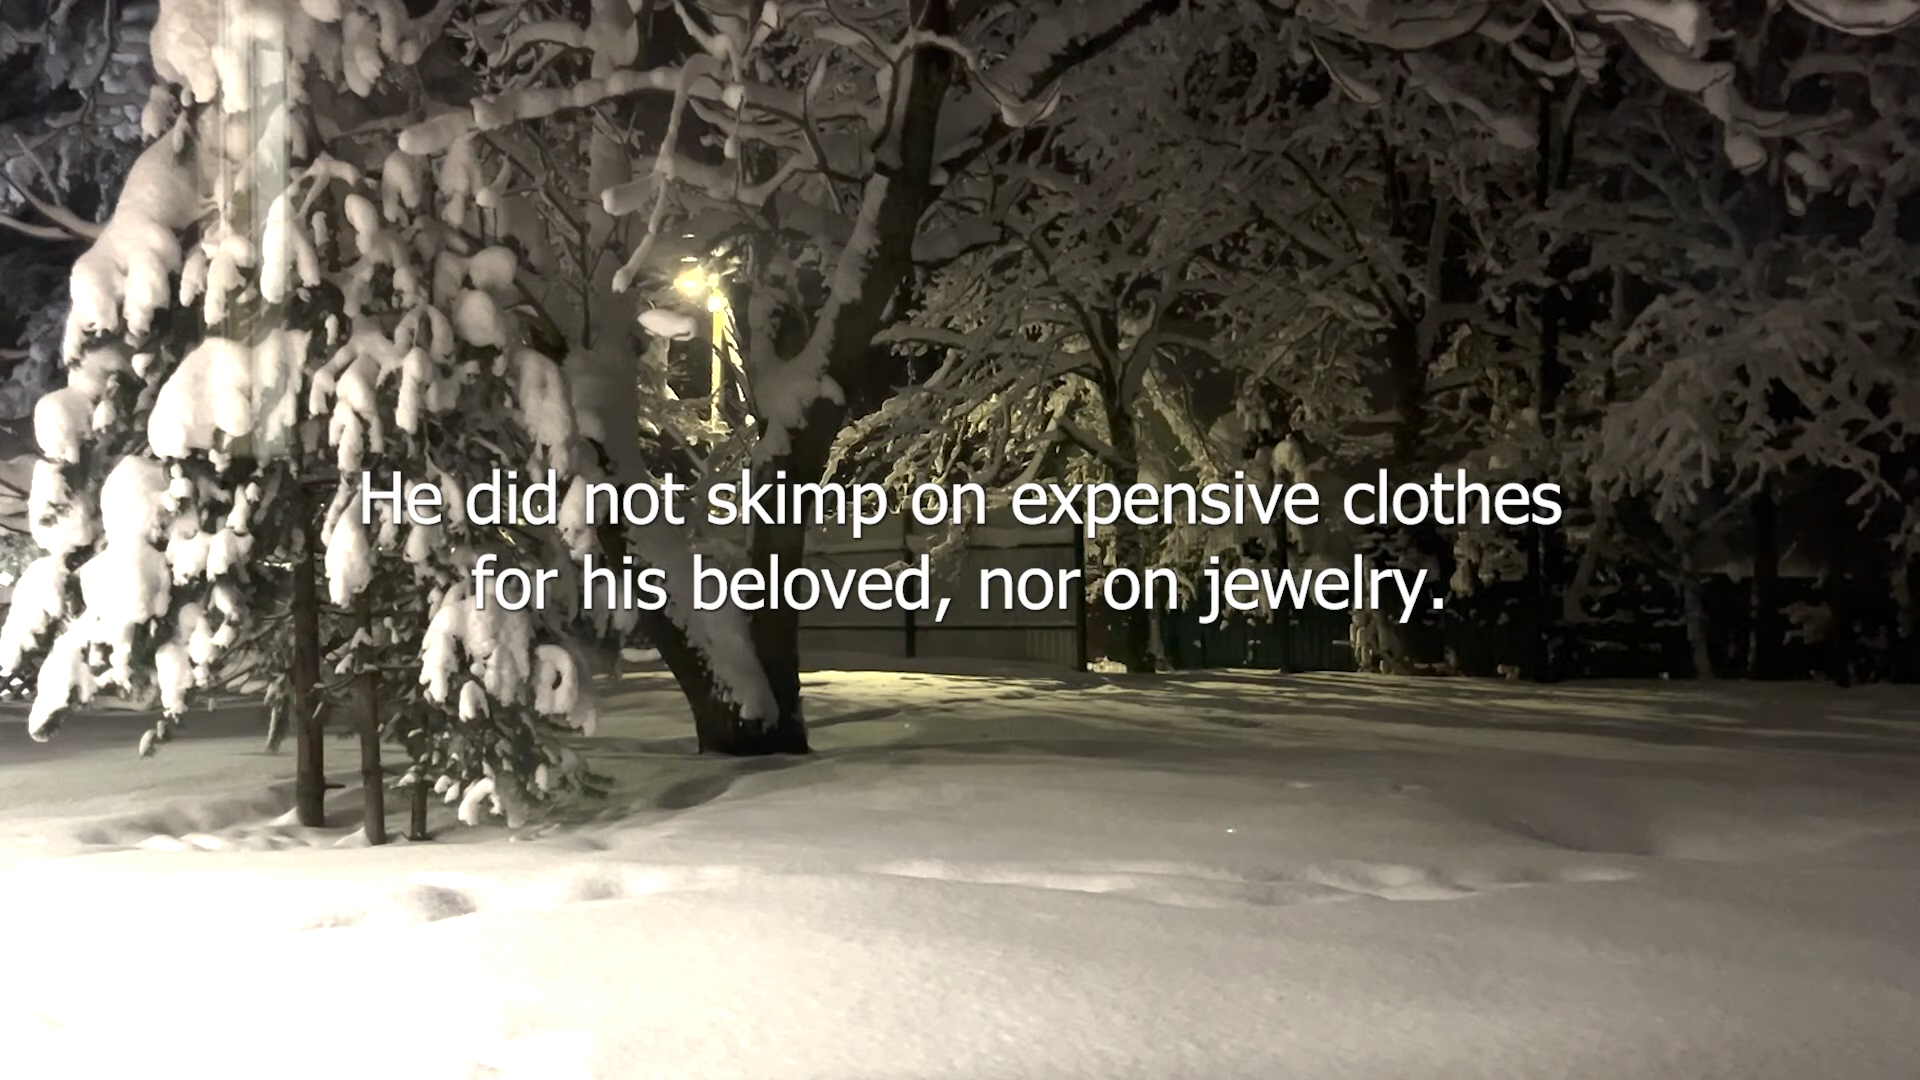 He did not skimp on expensive clothes
for his beloved, nor on jewelry.